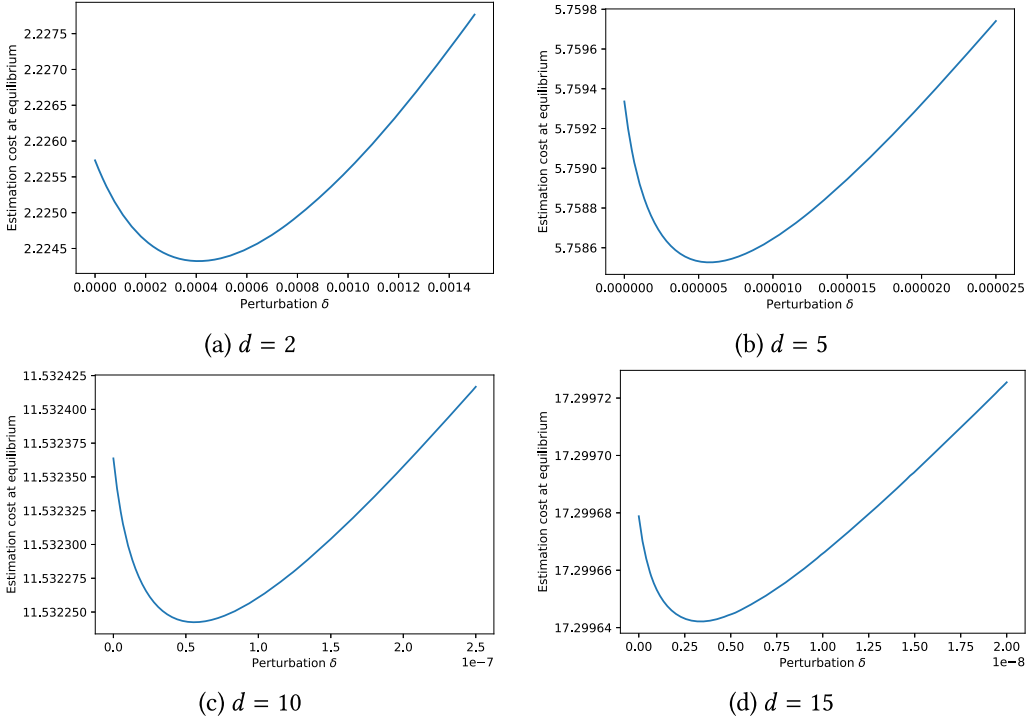 2.2275
2.2270
2.2265
2.2260
2.2255
2.2250
2.2245
Estimation cost at equilibrium
0.0000 0.0002 0.0004 0.0006 0.0008 0.0010 0.0012 0.0014
Perturbation δ
(a) d = 2
5.7598
5.7596
5.7594
5.7592
5.7590
5.7588
5.7586
Estimation cost at equilibrium
0.000000 0.000005 0.000010 0.000015 0.000020 0.000025
Perturbation δ
(b) d = 5
11.532425
11.532400
11.532375
11.532350
11.532325
11.532300
11.532275
11.532250
Estimation cost at equilibrium
0.0 0.5 1.0 1.5 2.0 2.5
1e-7
Perturbation δ
(c) d = 10
17.29972
17.29970
17.29968
17.29966
17.29964
Estimation cost at equilibrium
0.00 0.25 0.50 0.75 1.00 1.25 1.50 1.75 2.00
1e-8
Perturbation δ
(d) d = 15